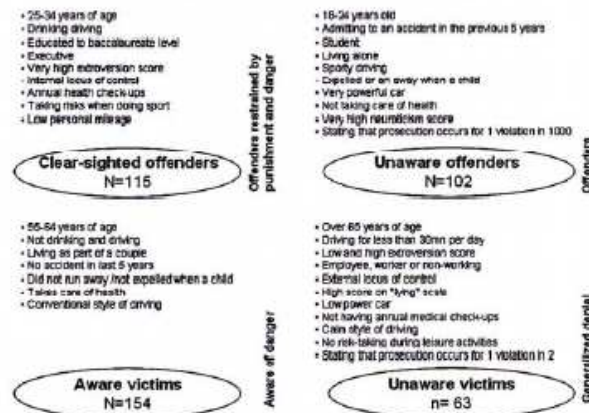 • 25-34 years of age
• Drinking driving
• Educated to baccalaureate level
• Executive
• Very high extroversion score
- Internal locus of control
• Annual health check-ups
• Taking risks when doing sport
• Low personal mileage
Offenders restrained by
punishment and danger
Clear-sighted offenders
N=115
• 18-24 years old
• Admitting to an accident in the previous 5 years
• Student
• Living alone
• Sporty driving
- Expelled or an away when a child
• Very powerful car
• Not taking care of health
• Very high neuroticism score
• Stating that prosecution occurs for 1 violation in 1000
Offenders
Unaware offenders
N=102
• 55-64 years of age
• Not drinking and driving
• Living as part of a couple
• No accident in last 5 years
• Did not run away /not expelled when a child
- Takes care of health
• Conventional style of driving
Aware of danger
Aware victims
N=154
• Over 65 years of age
• Driving for less than 30mn per day
• Low and high extroversion score
• Employee, worker or non-working
• External locus of control
• High score on "lying" scale
• Low power car
• Not having annual medical check-ups
• Calm style of driving
• No risk-taking during leisure activities
• Stating that prosecution occurs for 1 violation in 2
Generalized denial
Unaware victims
n= 63